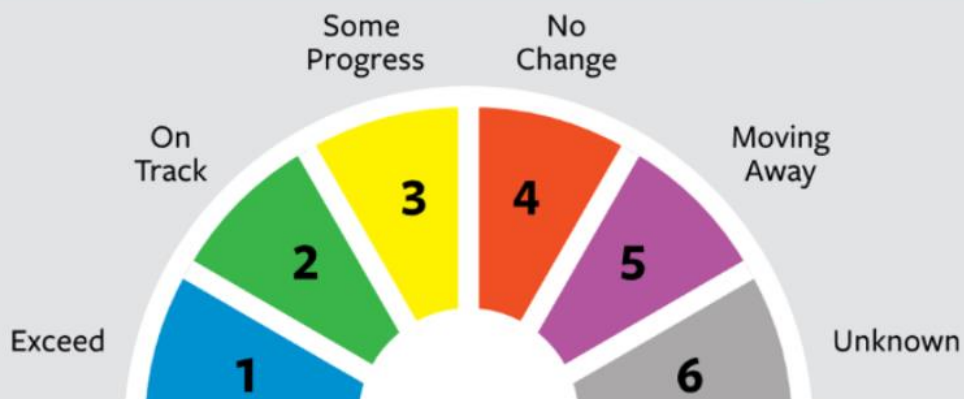 Some
Progress
No
Change
On
Track
Moving
Away
3
4
2
5
Exceed
Unknown
1
6